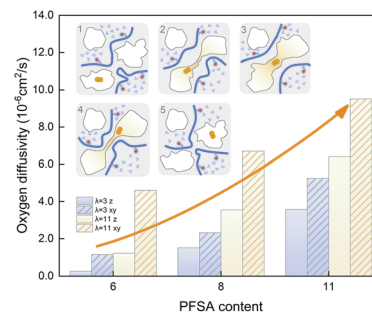 14.0
12.0
10.0
8.0
6.0
4.0
2.0
0.0
Oxygen diffusivity (10⁻⁶cm²/s)
1
2
3
4
5
λ=3 z
λ=3 xy
λ=11 z
λ=11 xy
6
8
11
PFSA content